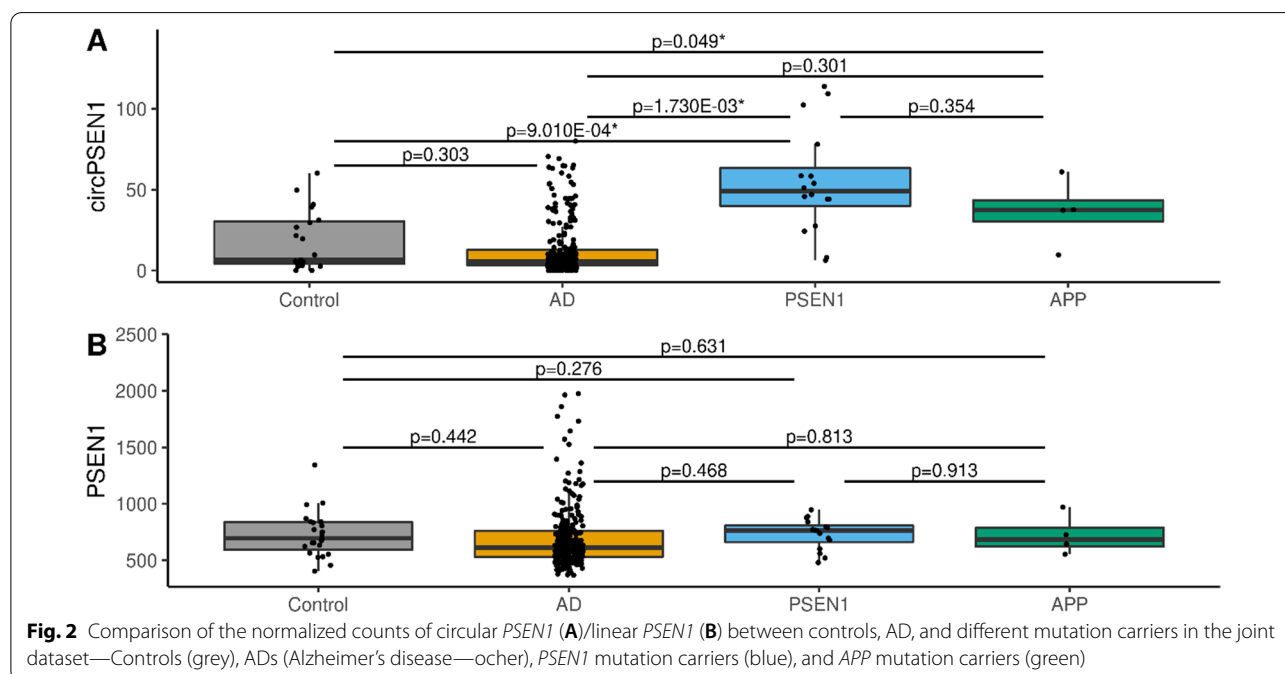 A
p=0.049*
p=0.301
100
p=1.730E-03*
p=0.354
p=9.010E-04*
p=0.303
circPSEN1
50
0
Control AD PSEN1 APP
B
2500
p=0.631
2000
p=0.276
1500
p=0.442
p=0.813
PSEN1
p=0.468
p=0.913
1000
500
Control AD PSEN1 APP
Fig. 2 Comparison of the normalized counts of circular PSEN1 (A)/linear PSEN1 (B) between controls, AD, and different mutation carriers in the joint
dataset—Controls (grey), ADs (Alzheimer's disease—ocher), PSEN1 mutation carriers (blue), and APP mutation carriers (green)